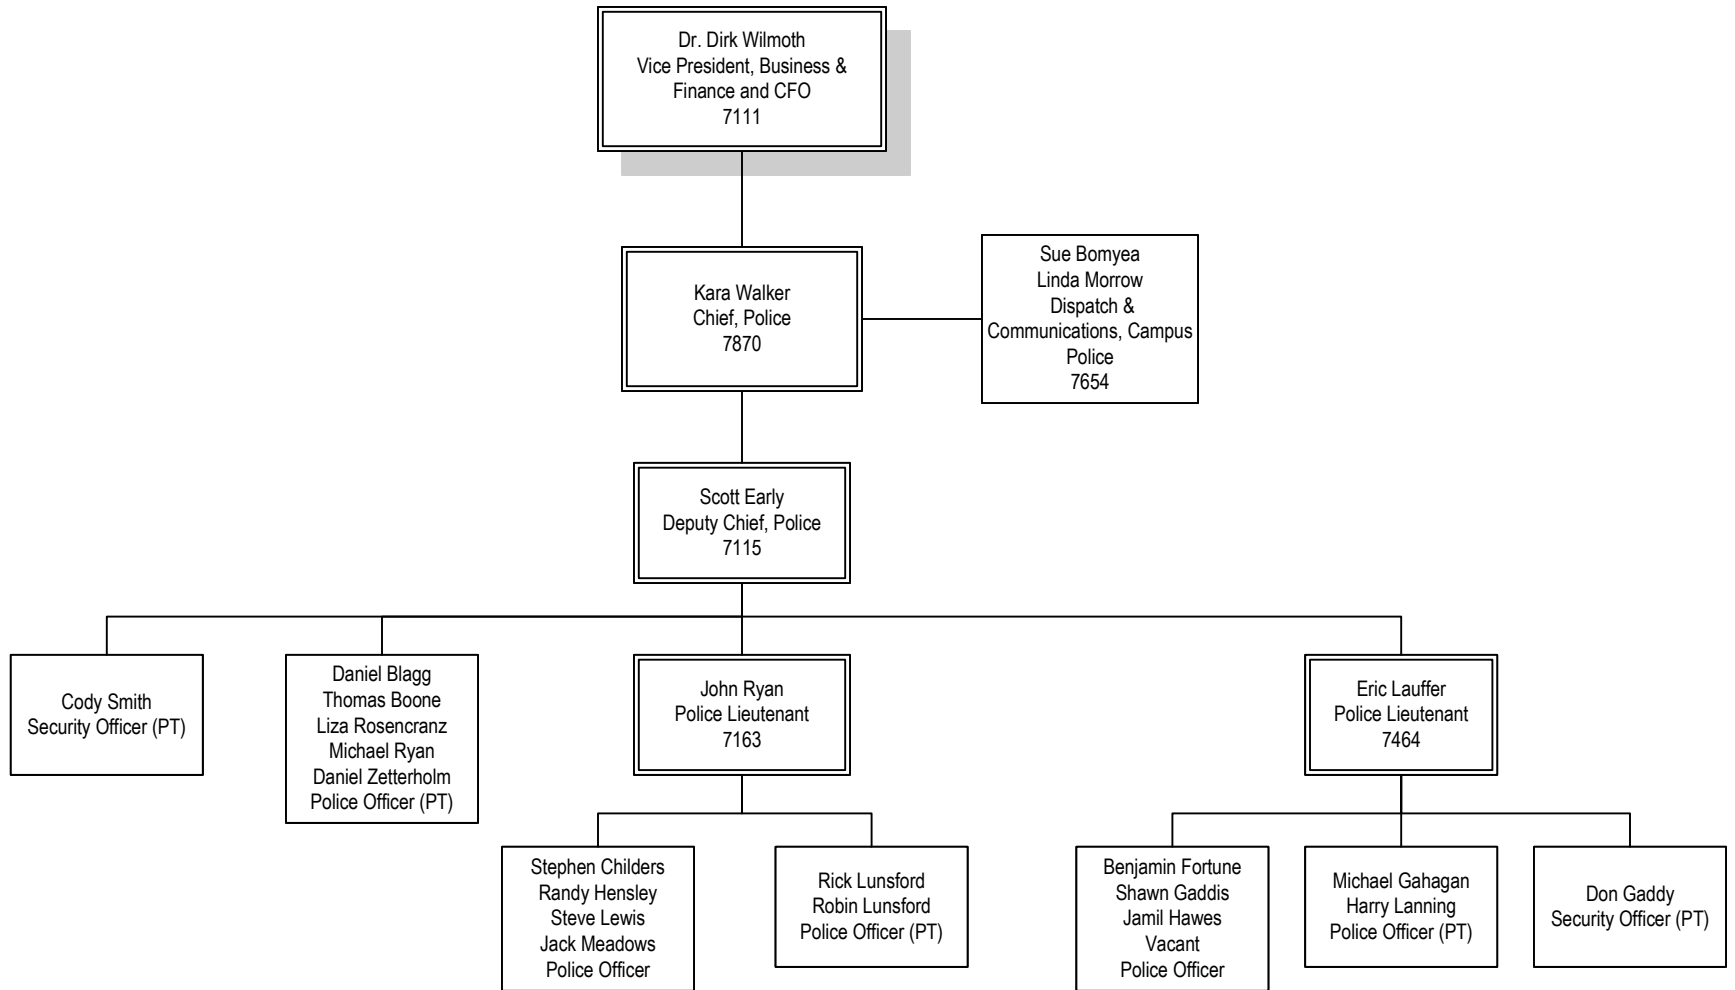 Dr. Dirk Wilmoth
Vice President, Business &
Finance and CFO
7111
Kara Walker
Chief, Police
7870
Sue Bomyea
Linda Morrow
Dispatch &
Communications, Campus
Police
7654
Scott Early
Deputy Chief, Police
7115
Cody Smith
Security Officer (PT)
Daniel Blagg
Thomas Boone
Liza Rosencranz
Michael Ryan
Daniel Zetterholm
Police Officer (PT)
John Ryan
Police Lieutenant
7163
Eric Lauffer
Police Lieutenant
7464
Stephen Childers
Randy Hensley
Steve Lewis
Jack Meadows
Police Officer
Rick Lunsford
Robin Lunsford
Police Officer (PT)
Benjamin Fortune
Shawn Gaddis
Jamil Hawes
Vacant
Police Officer
Michael Gahagan
Harry Lanning
Police Officer (PT)
Don Gaddy
Security Officer (PT)